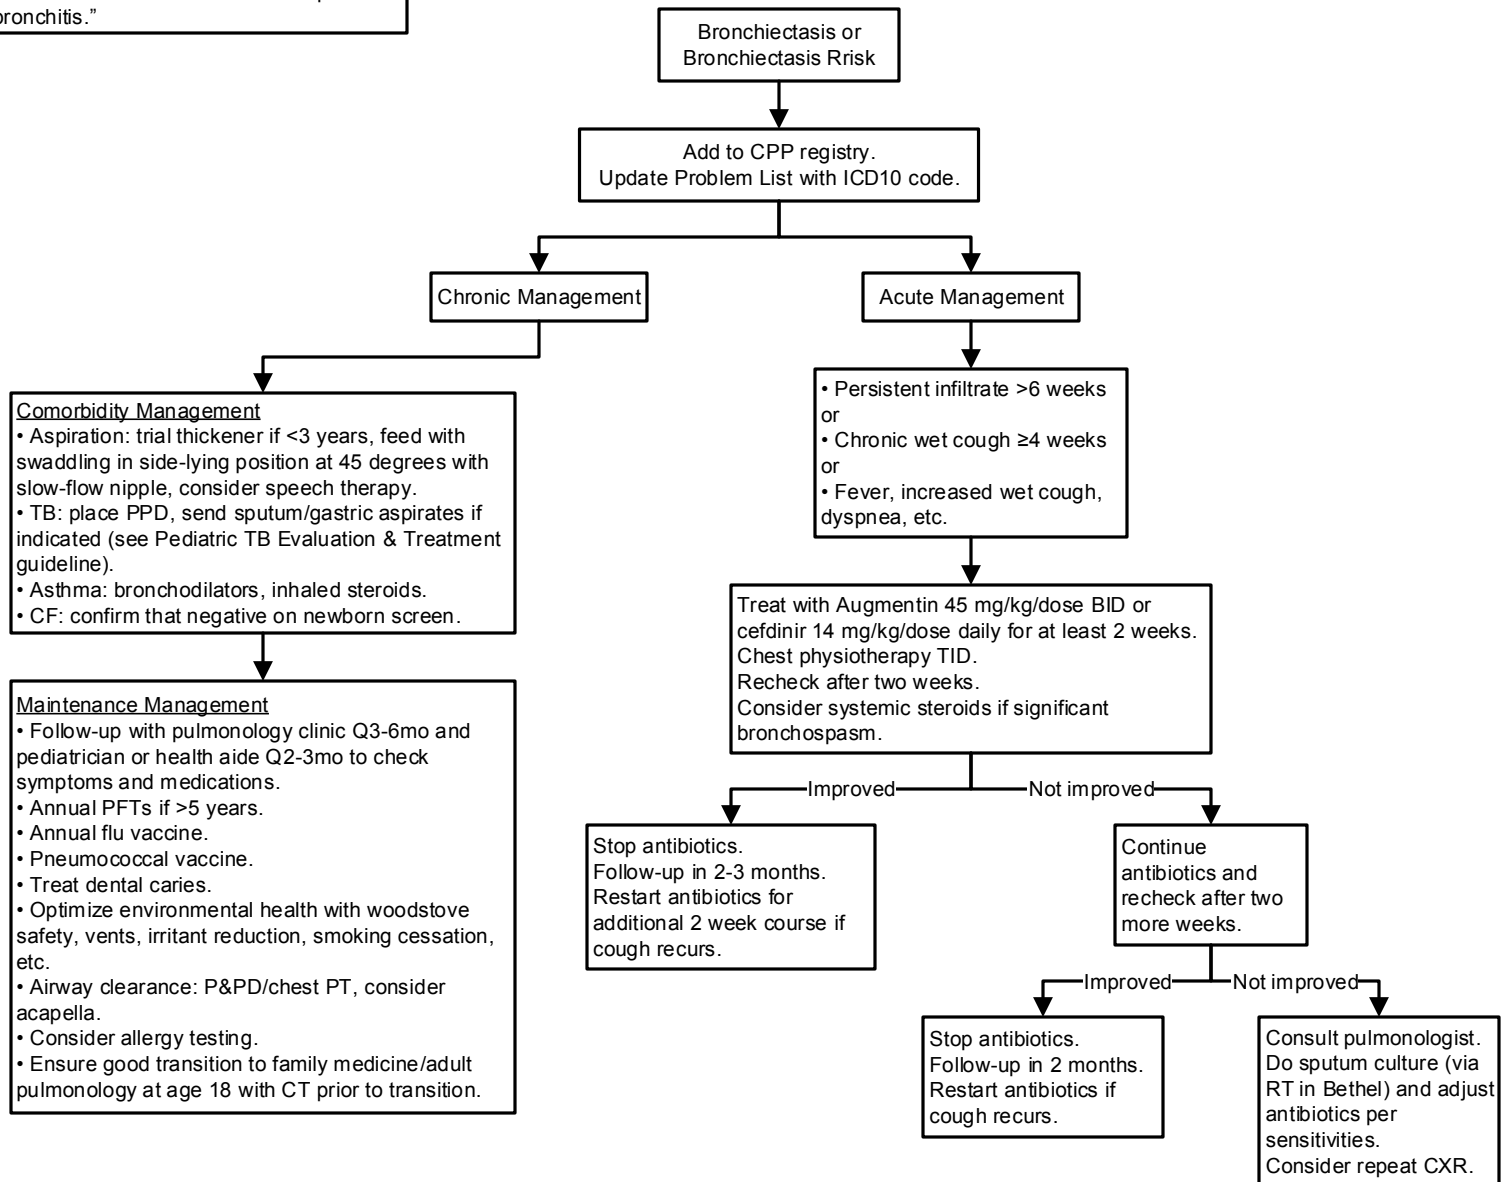 bronchitis.”
Bronchiectasis or
Bronchiectasis Rrisk
Add to CPP registry.
Update Problem List with ICD10 code.
Chronic Management
Acute Management
Comorbidity Management
• Aspiration: trial thickener if <3 years, feed with
swaddling in side-lying position at 45 degrees with
slow-flow nipple, consider speech therapy.
• TB: place PPD, send sputum/gastric aspirates if
indicated (see Pediatric TB Evaluation & Treatment
guideline).
• Asthma: bronchodilators, inhaled steroids.
• CF: confirm that negative on newborn screen.
• Persistent infiltrate >6 weeks
or
• Chronic wet cough ≥4 weeks
or
• Fever, increased wet cough,
dyspnea, etc.
Treat with Augmentin 45 mg/kg/dose BID or
cefdinir 14 mg/kg/dose daily for at least 2 weeks.
Chest physiotherapy TID.
Recheck after two weeks.
Consider systemic steroids if significant
bronchospasm.
Maintenance Management
• Follow-up with pulmonology clinic Q3-6mo and
pediatrician or health aide Q2-3mo to check
symptoms and medications.
• Annual PFTs if >5 years.
• Annual flu vaccine.
• Pneumococcal vaccine.
• Treat dental caries.
• Optimize environmental health with woodstove
safety, vents, irritant reduction, smoking cessation,
etc.
• Airway clearance: P&PD/chest PT, consider
acapella.
• Consider allergy testing.
• Ensure good transition to family medicine/adult
pulmonology at age 18 with CT prior to transition.
Improved
Not improved
Stop antibiotics.
Follow-up in 2-3 months.
Restart antibiotics for
additional 2 week course if
cough recurs.
Continue
antibiotics and
recheck after two
more weeks.
Improved
Not improved
Stop antibiotics.
Follow-up in 2 months.
Restart antibiotics if
cough recurs.
Consult pulmonologist.
Do sputum culture (via
RT in Bethel) and adjust
antibiotics per
sensitivities.
Consider repeat CXR.